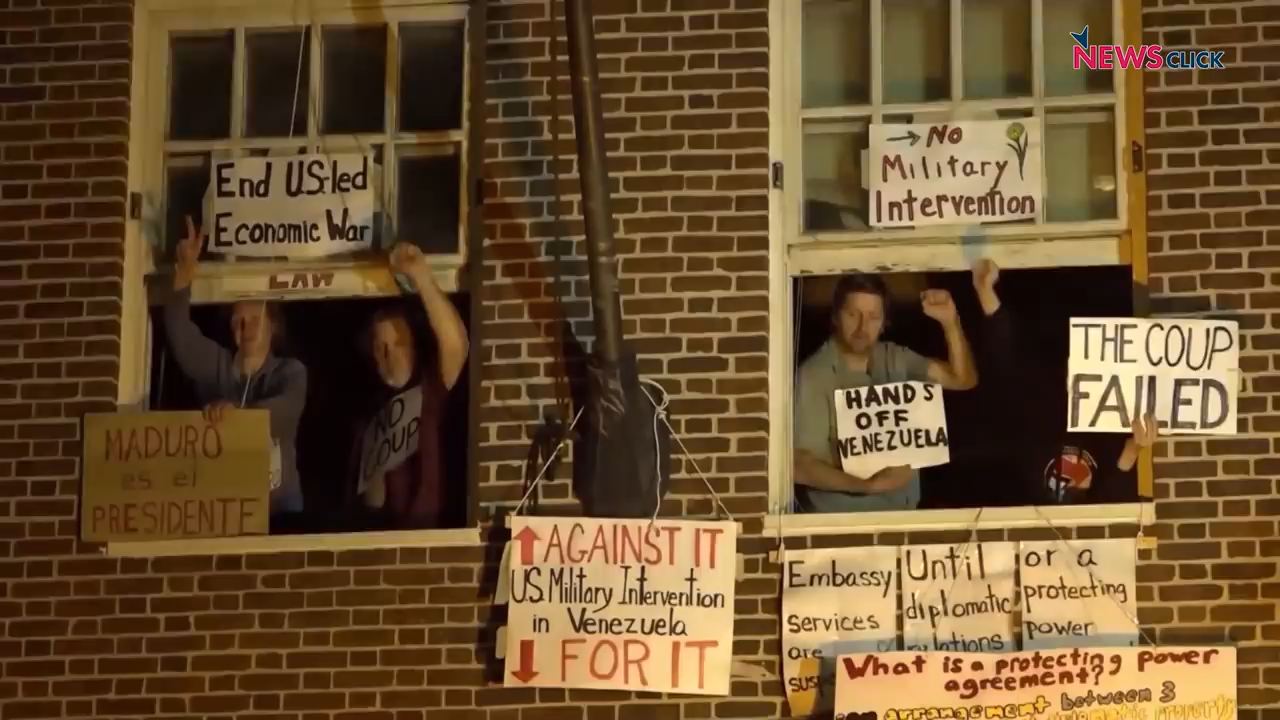 NEWSCLICK
End US-led
Economic War
LAW
MADURO
es el
PRESIDENTE
NO
COUP
→ No
Military
Intervention
HANDS
OFF
VENEZUELA
THE COUP
FAILED
↑ AGAINST IT
U.S. Military Intervention
in Venezuela
↓ FOR IT
Embassy
services
are
Until
diplomatic
or a
protecting
power
What is a protecting power
agreement?
arrangement between 3